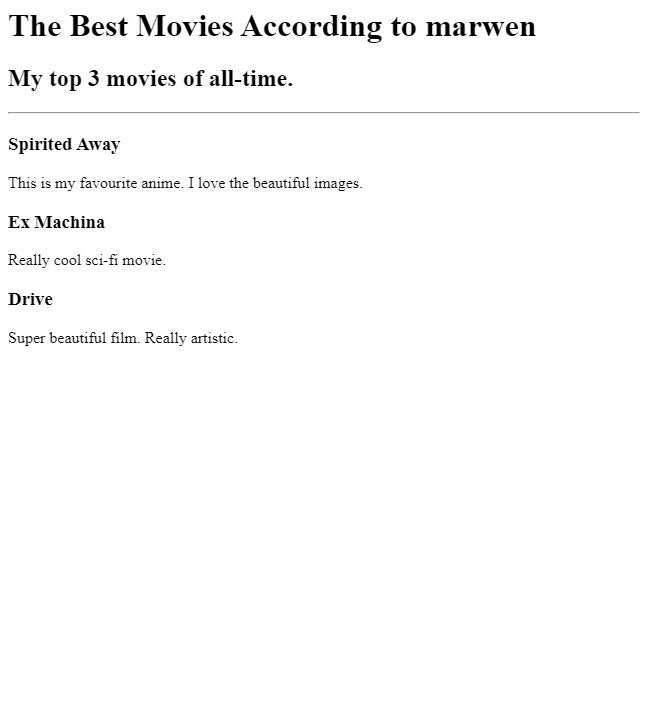 The Best Movies According to marwen
My top 3 movies of all-time.
Spirited Away
This is my favourite anime. I love the beautiful images.
Ex Machina
Really cool sci-fi movie.
Drive
Super beautiful film. Really artistic.